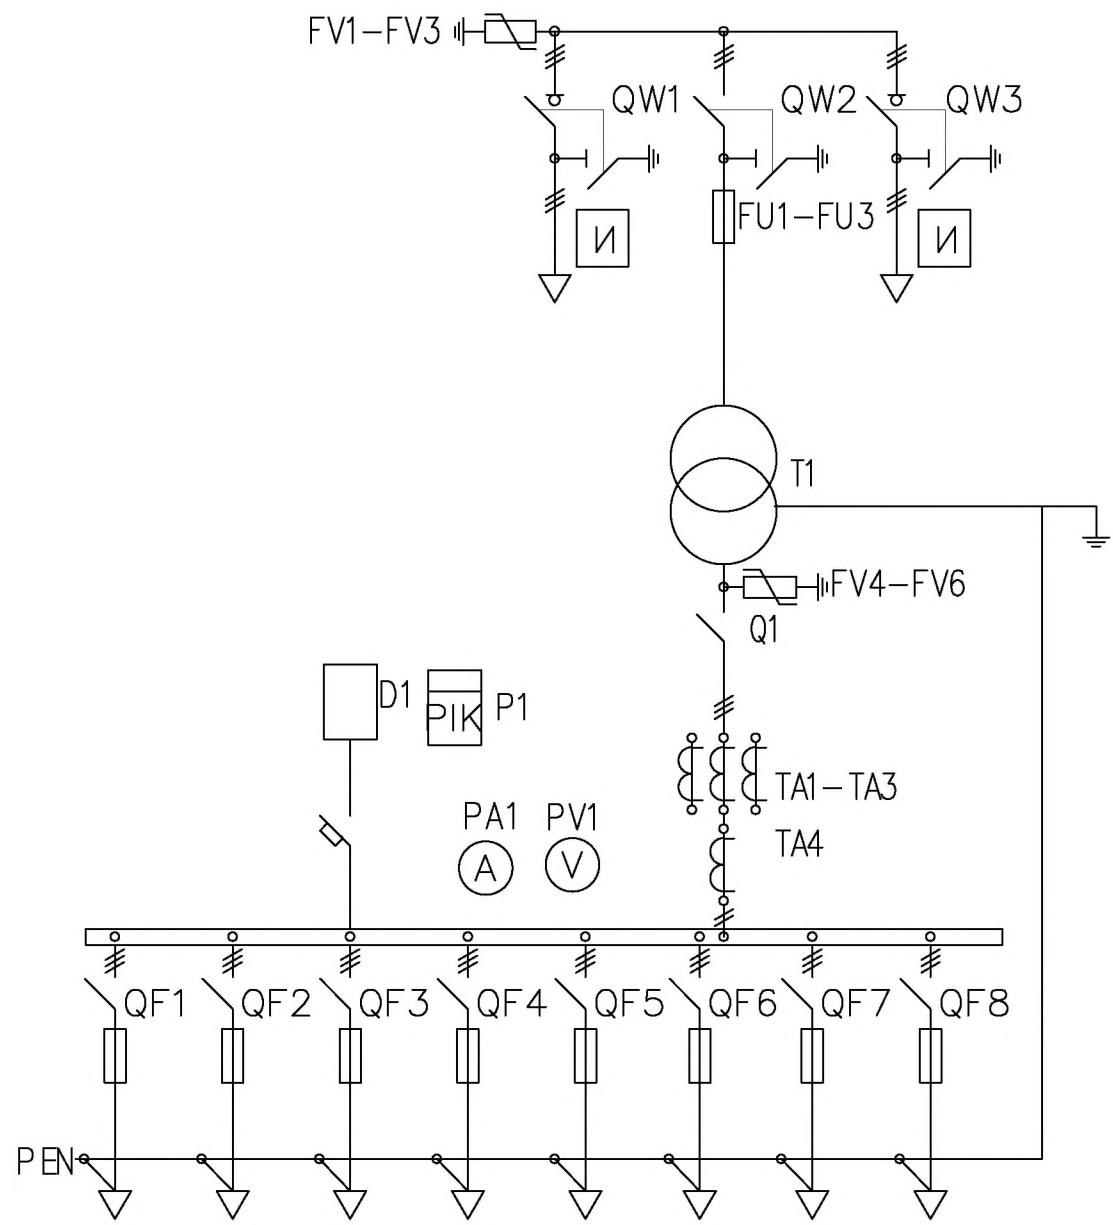 FV1-FV3
QW1
QW2
QW3
FU1-FU3
И
И
T1
FV4-FV6
Q1
D1
PIK
P1
TA1-TA3
PA1
PV1
TA4
A
V
QF1
QF2
QF3
QF4
QF5
QF6
QF7
QF8
PEN